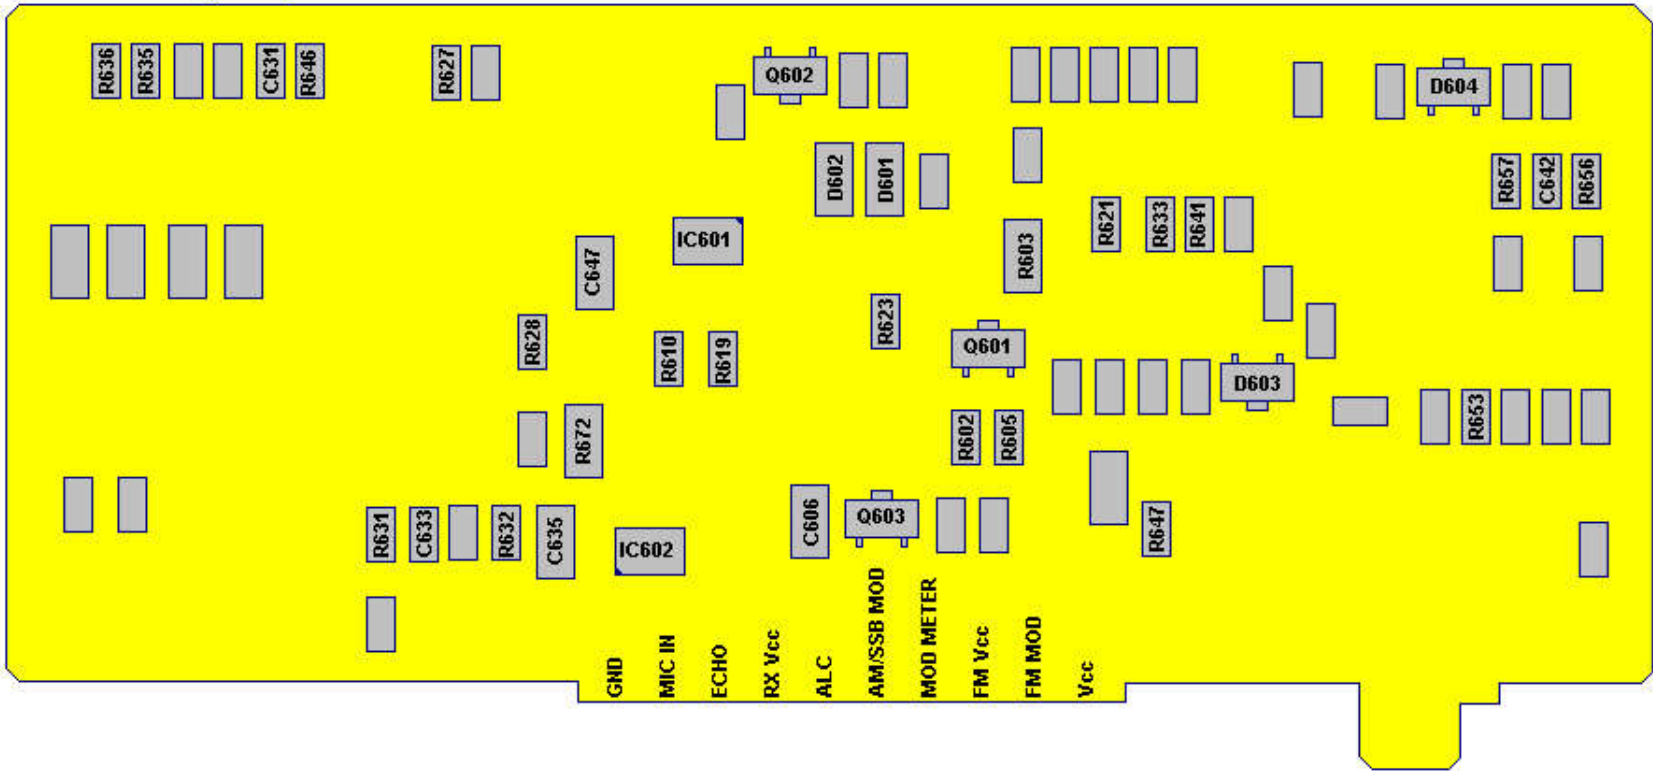 R636
R635
C631
R646
R627
Q602
D604
D602
D601
R657
C642
R656
R621
R633
R641
IC601
C647
R603
R623
R628
R610
R619
Q601
D603
R672
R602
R605
R653
C606
Q603
R647
R631
C633
R632
C635
IC602
GND
MIC IN
ECHO
RX Vcc
ALC
AM/SSB MOD
MOD METER
FM Vcc
FM MOD
Vcc